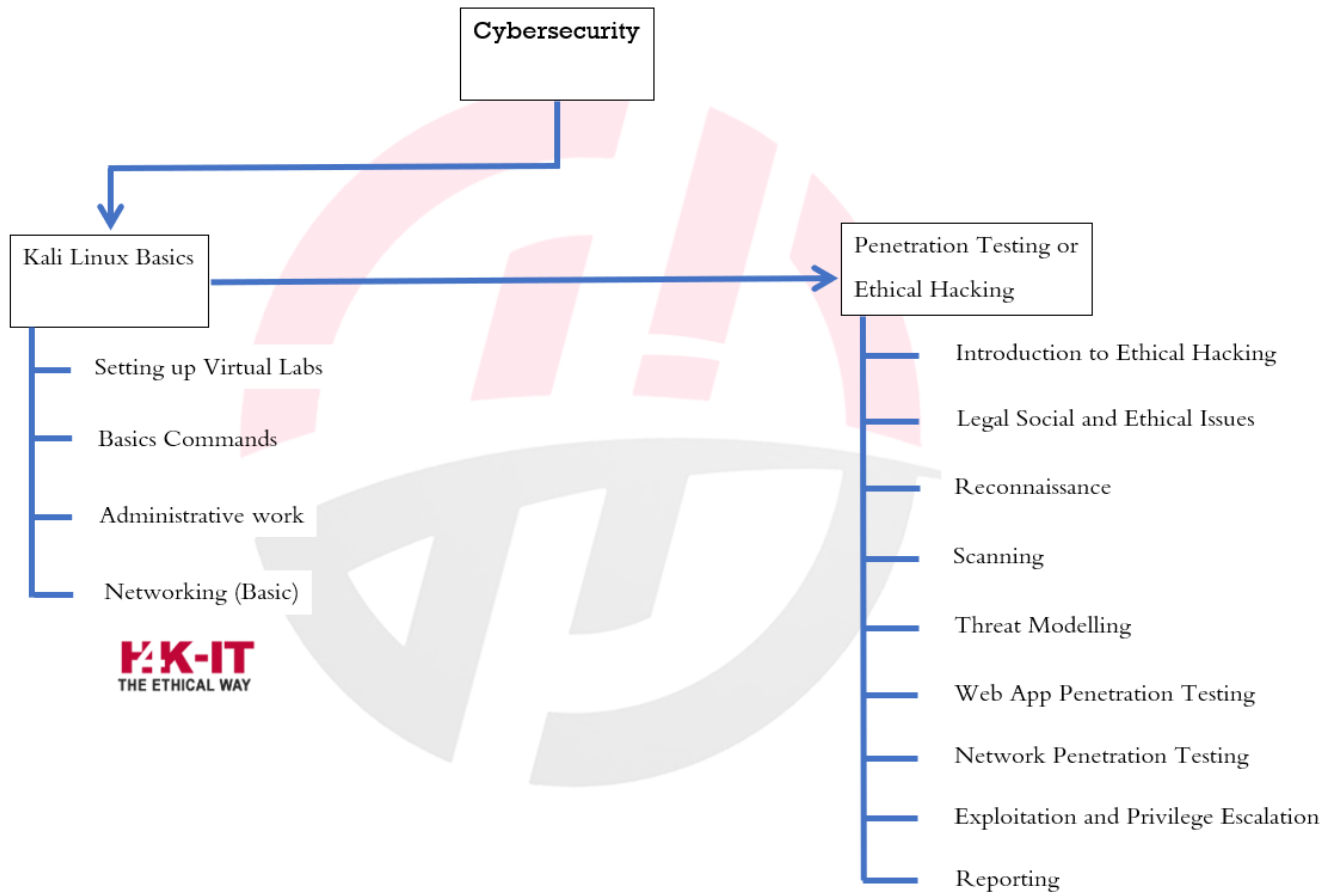 Cybersecurity
Kali Linux Basics
Setting up Virtual Labs
Basics Commands
Administrative work
Networking (Basic)
H4K-IT
THE ETHICAL WAY
Penetration Testing or
Ethical Hacking
Introduction to Ethical Hacking
Legal Social and Ethical Issues
Reconnaissance
Scanning
Threat Modelling
Web App Penetration Testing
Network Penetration Testing
Exploitation and Privilege Escalation
Reporting